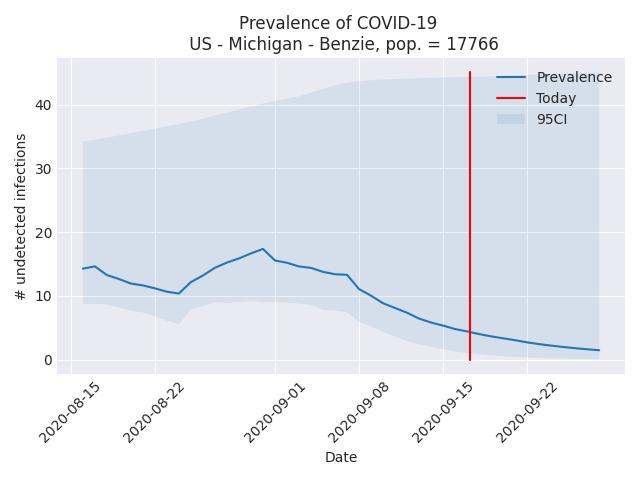 Prevalence of COVID-19
US - Michigan - Benzie, pop. = 17766
# undetected infections
40
30
20
10
0
Prevalence
Today
95CI
2020-08-15
2020-08-22
2020-09-01
2020-09-08
2020-09-15
2020-09-22
Date